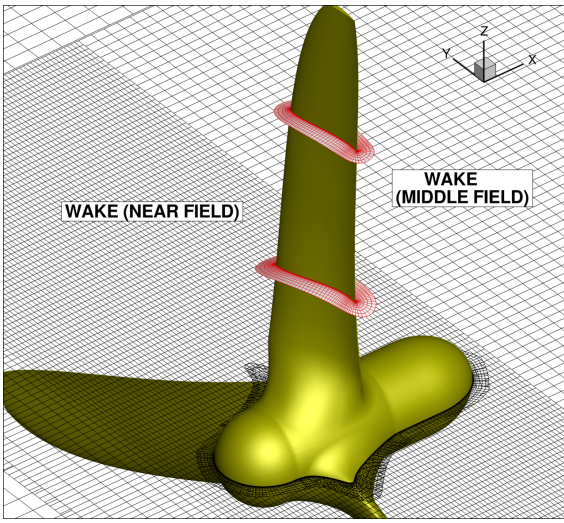 Z
Y
X
WAKE
(MIDDLE FIELD)
WAKE (NEAR FIELD)